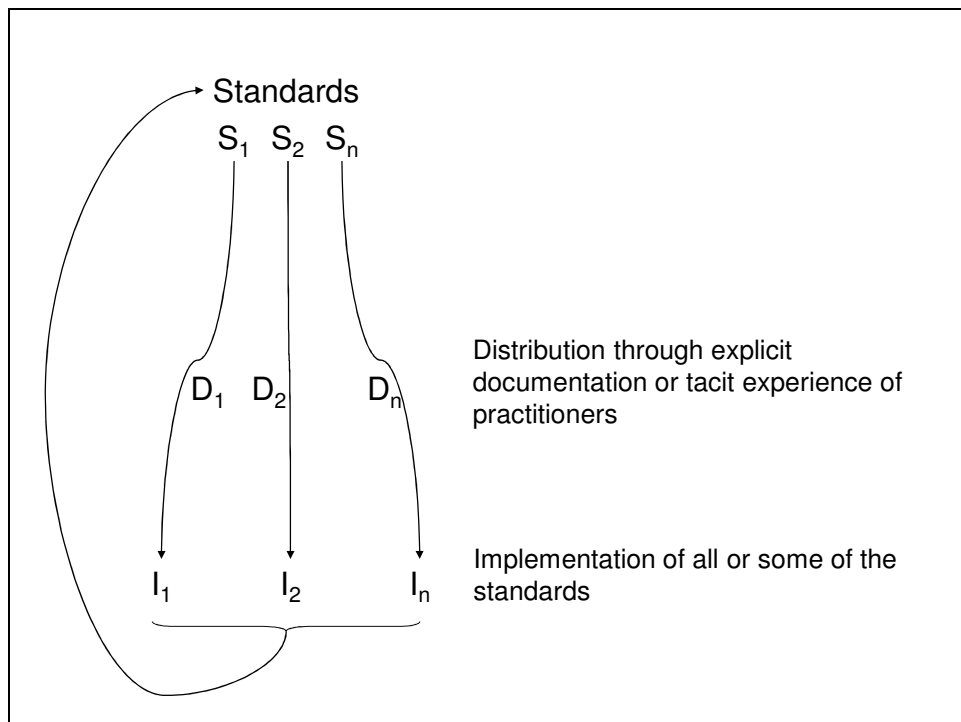 Standards
S₁ S₂ Sₙ
Distribution through explicit
documentation or tacit experience of
practitioners
D₁ D₂ Dₙ
Implementation of all or some of the
standards
I₁ I₂ Iₙ